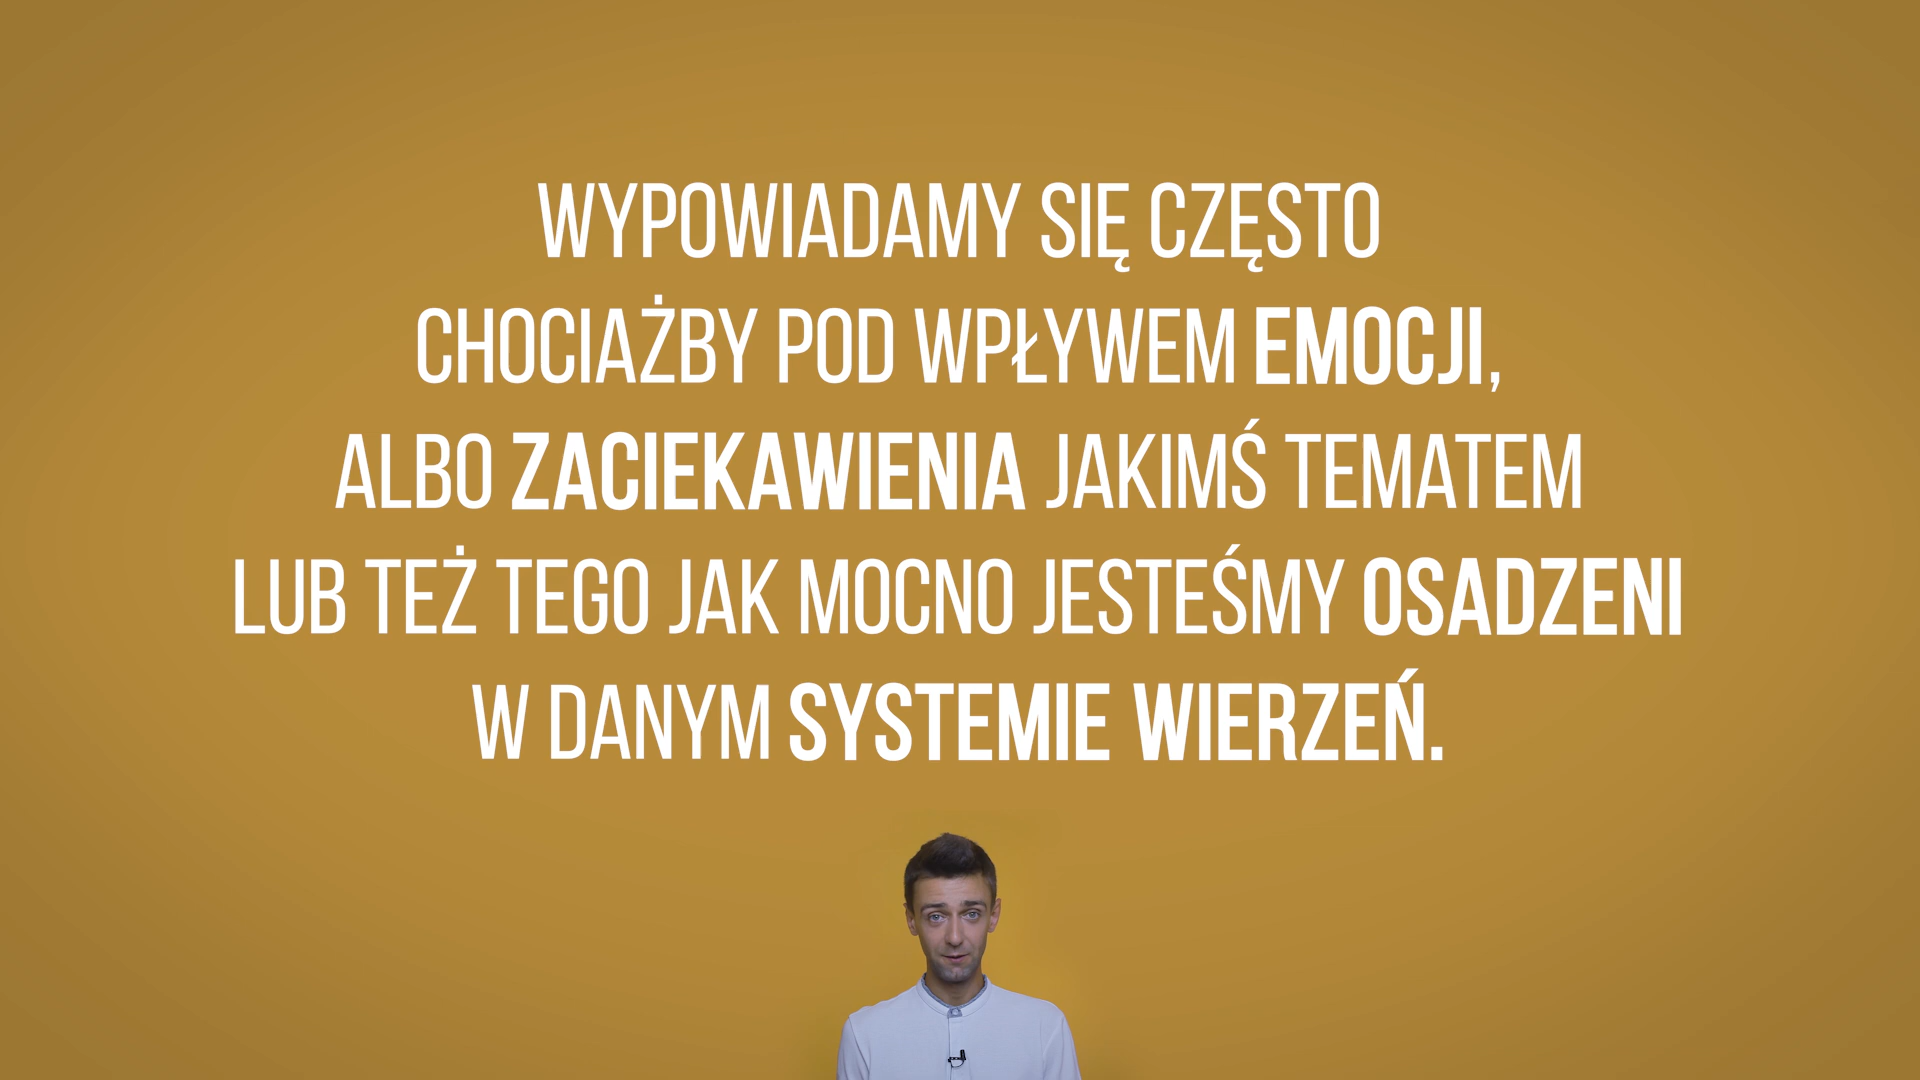 WYPOWIADAMY SIĘ CZĘSTO
CHOCIAŻBY POD WPŁYWEM EMOCJI,
ALBO ZACIEKAWIENIA JAKIMŚ TEMATEM
LUB TEŻ TEGO JAK MOCNO JESTEŚMY OSADZENI
W DANYM SYSTEMIE WIERZEŃ.